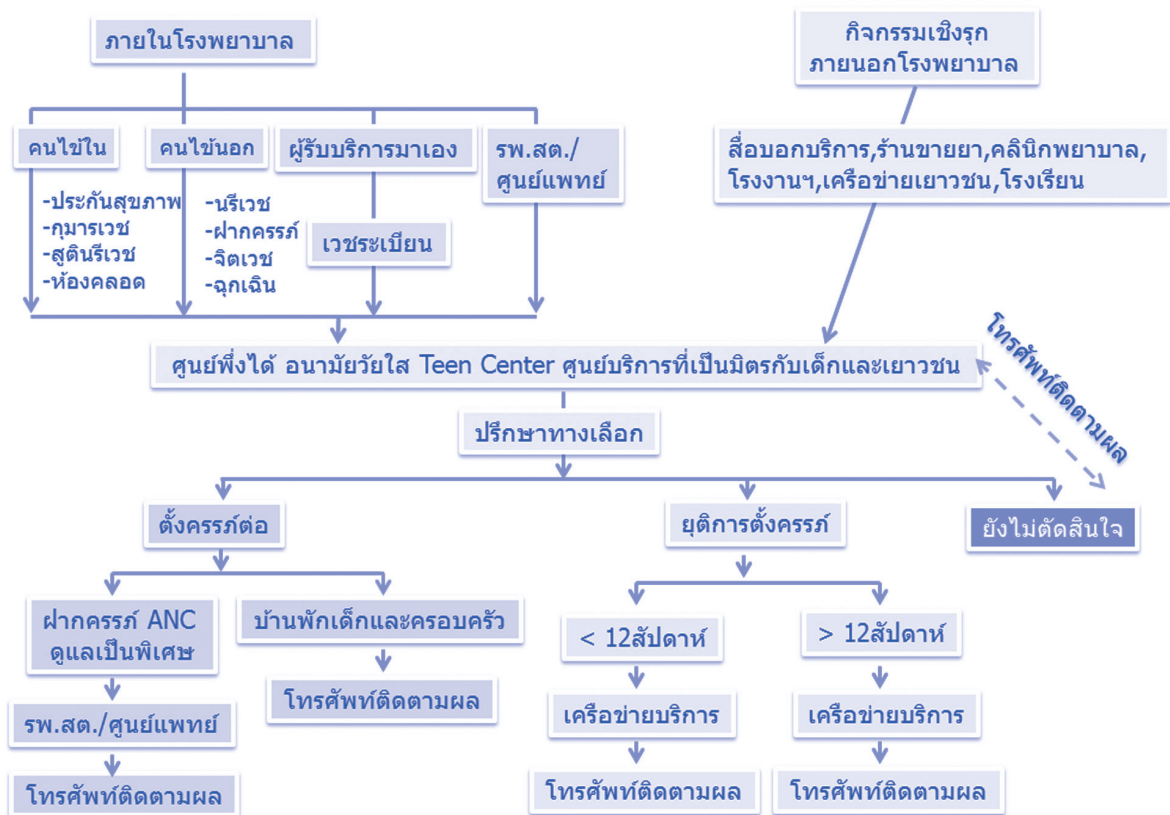 ภายในโรงพยาบาล
กิจกรรมเชิงรุก
ภายนอกโรงพยาบาล
คนไข้ใน
คนไข้นอก
ผู้รับบริการมาเอง
รพ.สต./
ศูนย์แพทย์
สื่อบอกบริการ,ร้านขายยา,คลินิกพยาบาล,
โรงงานฯ,เครือข่ายเยาวชน,โรงเรียน
-ประกันสุขภาพ
-กุมารเวช
-สูตินรีเวช
-ห้องคลอด
-นรีเวช
-ฝากครรภ์
-จิตเวช
-ฉุกเฉิน
เวชระเบียน
ศูนย์พึ่งได้ อนามัยวัยใส Teen Center ศูนย์บริการที่เป็นมิตรกับเด็กและเยาวชน
โทรศัพท์ติดตามผล
ปรึกษาทางเลือก
ตั้งครรภ์ต่อ
ยุติการตั้งครรภ์
ยังไม่ตัดสินใจ
ฝากครรภ์ ANC
ดูแลเป็นพิเศษ
บ้านพักเด็กและครอบครัว
< 12สัปดาห์
> 12สัปดาห์
รพ.สต./ศูนย์แพทย์
โทรศัพท์ติดตามผล
เครือข่ายบริการ
เครือข่ายบริการ
โทรศัพท์ติดตามผล
โทรศัพท์ติดตามผล
โทรศัพท์ติดตามผล